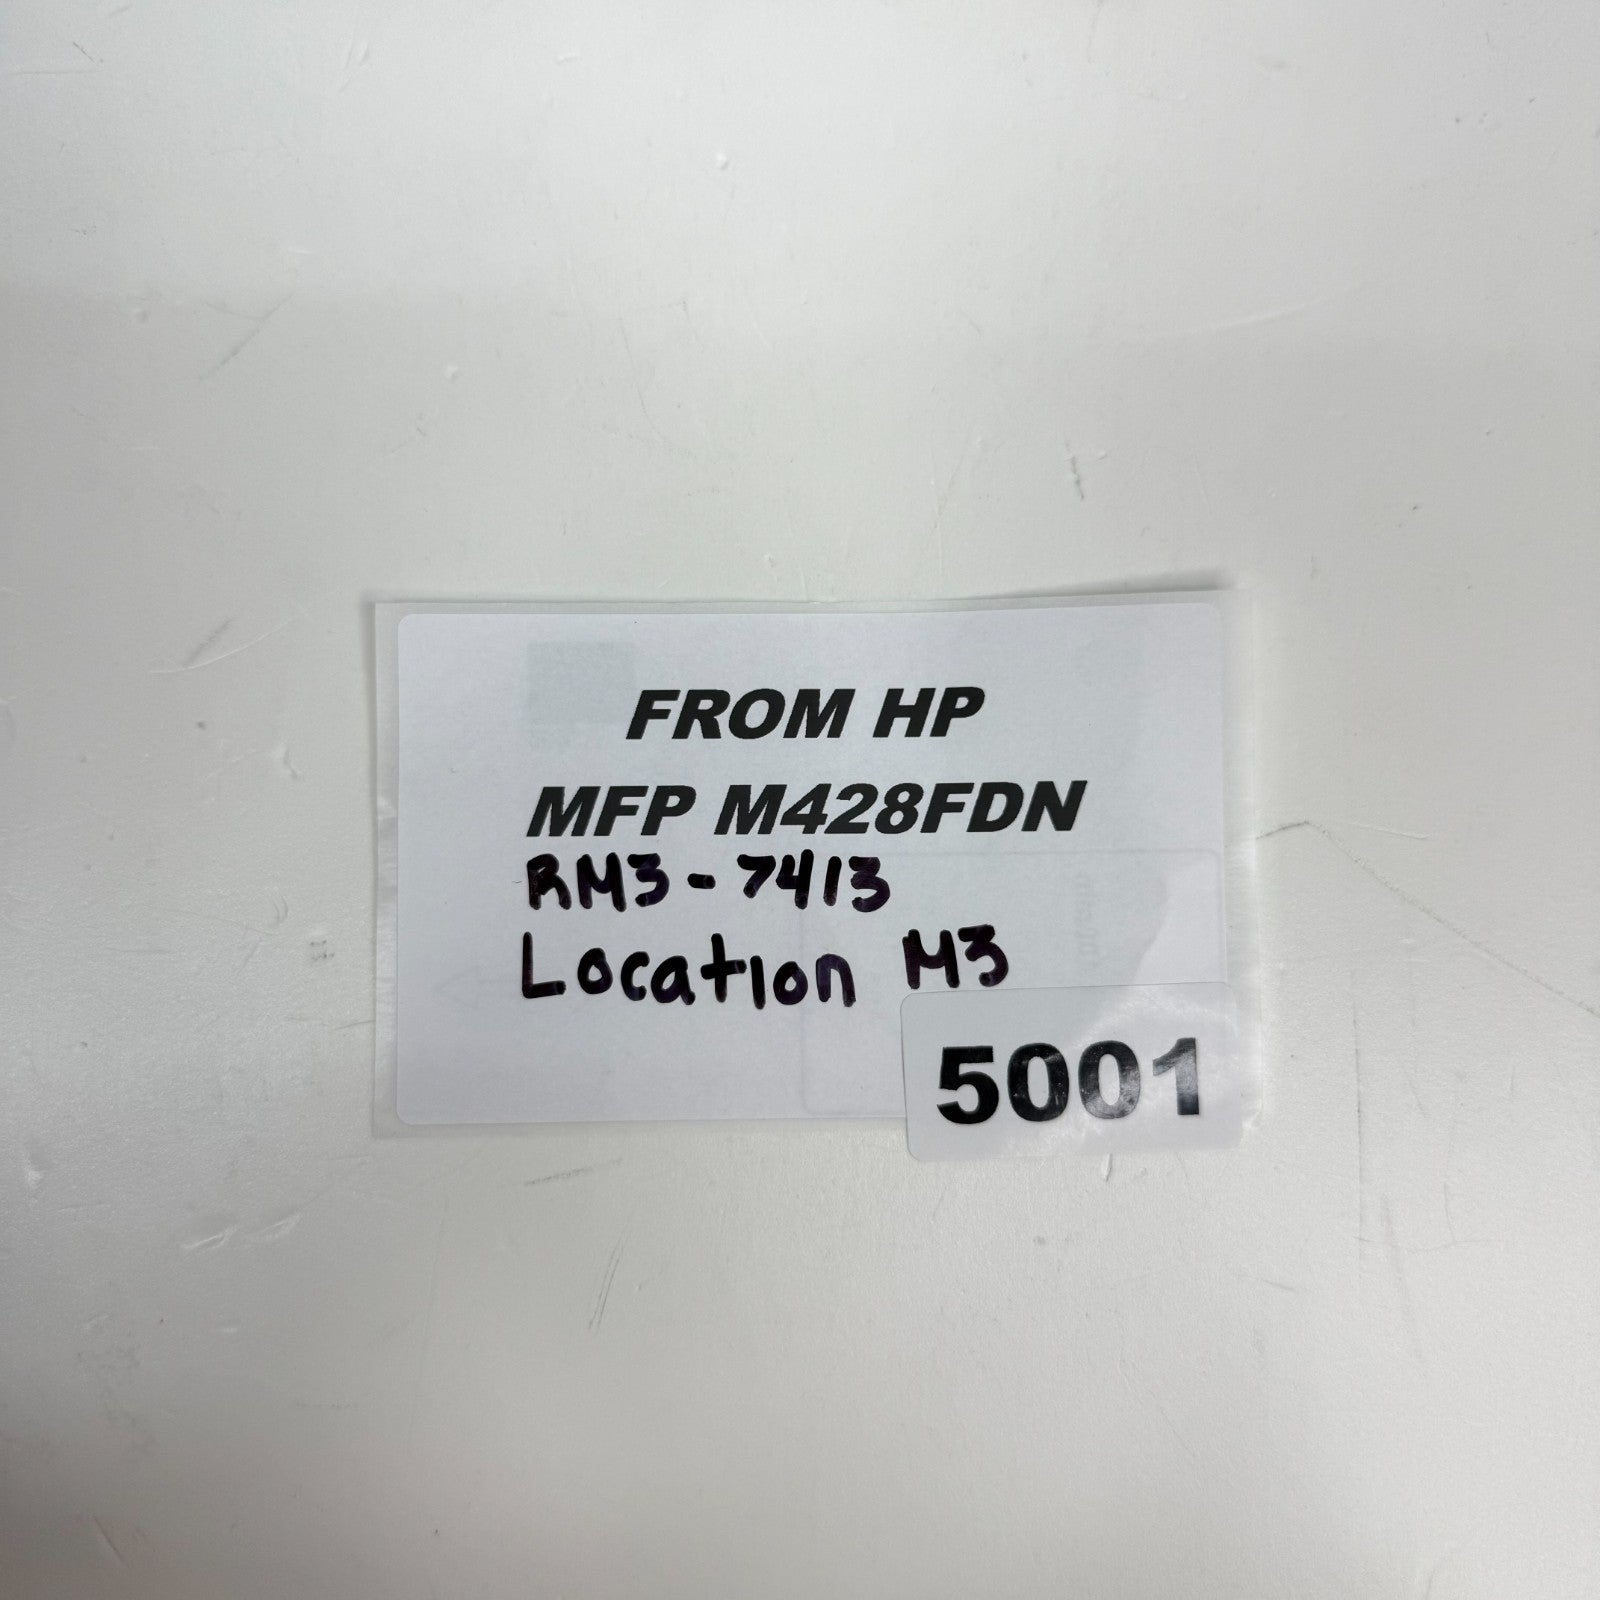 FROM HP
MFP M428FDN
RM3-7413
Location M3
5001